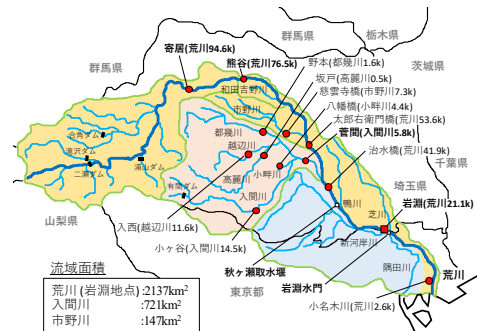 群馬県
栃木県
寄居(荒川94.6k)
野本(都幾川1.6k)
群馬県
熊谷(荒川76.5k)
坂戸(高麗川0.5k)
茨城県
慈雲寺橋(市野川7.3k)
和田吉野川
八幡橋(小畔川4.4k)
市野川
太郎右衛門橋(荒川53.6k)
都幾川
菅間(入間川5.8k)
合角ダム
越辺川
治水橋(荒川41.9k)
滝沢ダム
浦山ダム
小畔川
千葉県
二瀬ダム
高麗川
有間ダム
入間川
鴨川
埼玉県
芝川
岩淵(荒川21.1k)
山梨県
入西(越辺川11.6k)
新河岸川
小ヶ谷(入間川14.5k)
秋ヶ瀬取水堰
隅田川
荒川
流域面積
東京都
岩淵水門
荒川(岩淵地点):2137km²
小名木川(荒川2.6k)
入間川 :721km²
市野川 :147km²